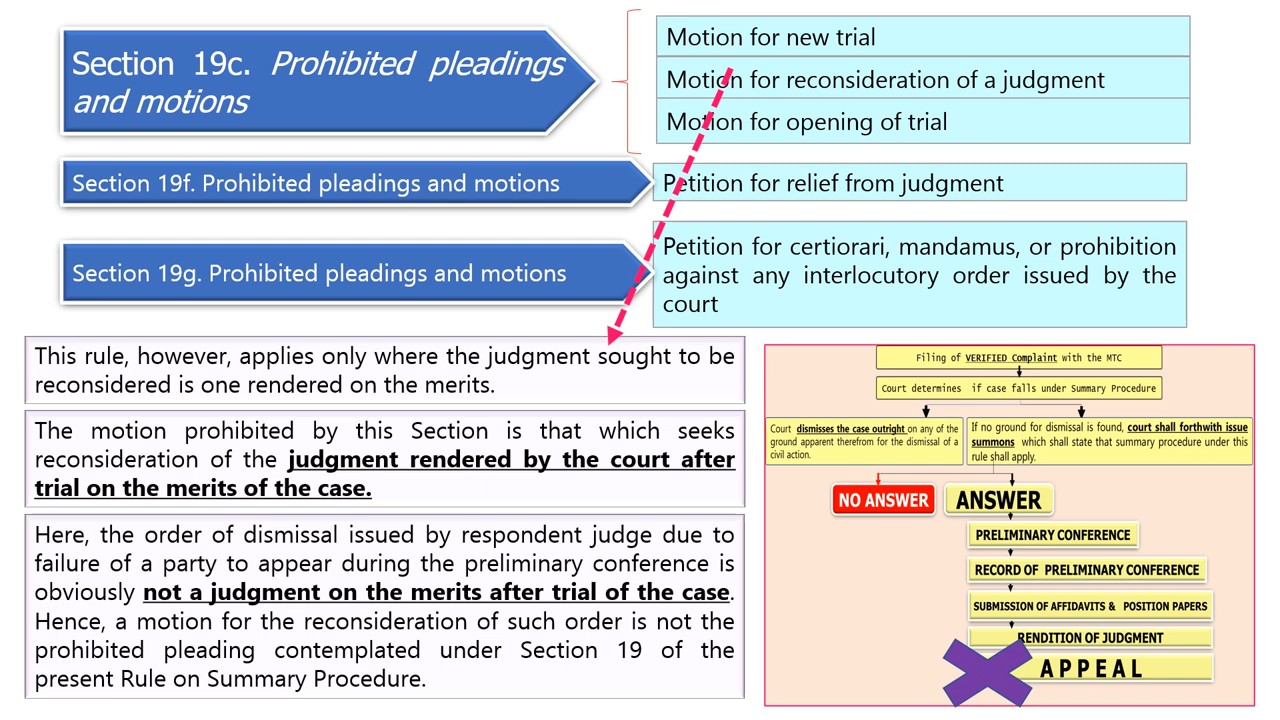 Section 19c. Prohibited pleadings
and motions
Motion for new trial
Motion for reconsideration of a judgment
Motion for opening of trial
Section 19f. Prohibited pleadings and motions
Petition for relief from judgment
Section 19g. Prohibited pleadings and motions
Petition for certiorari, mandamus, or prohibition
against any interlocutory order issued by the
court
This rule, however, applies only where the judgment sought to be
reconsidered is one rendered on the merits.
The motion prohibited by this Section is that which seeks
reconsideration of the judgment rendered by the court after
trial on the merits of the case.
Here, the order of dismissal issued by respondent judge due to
failure of a party to appear during the preliminary conference is
obviously not a judgment on the merits after trial of the case.
Hence, a motion for the reconsideration of such order is not the
prohibited pleading contemplated under Section 19 of the
present Rule on Summary Procedure.
Filing of VERIFIED Complaint with the MTC
Court determines if case falls under Summary Procedure
Court dismisses the case outright on any of the
ground apparent therefrom for the dismissal of a
civil action.
If no ground for dismissal is found, court shall forthwith issue
summons which shall state that summary procedure under this
rule shall apply.
NO ANSWER
ANSWER
PRELIMINARY CONFERENCE
RECORD OF PRELIMINARY CONFERENCE
SUBMISSION OF AFFIDAVITS & POSITION PAPERS
RENDITION OF JUDGMENT
APPEAL